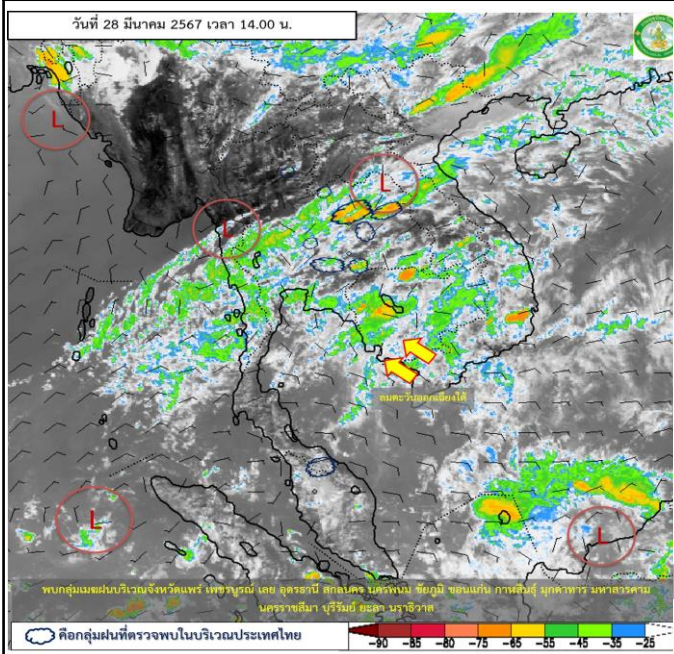 วันที่ 28 มีนาคม 2567 เวลา 14.00 น.
L
L
L
ลมตะวันออกเฉียงใต้
L
L
พบกลุ่มเมฆฝนบริเวณจังหวัดแพร่ เพชรบูรณ์ เลย อุดรธานี สกลนคร นครพนม ชัยภูมิ ขอนแก่น กาฬสินธุ์ มุกดาหาร มหาสารคาม
นครราชสีมา บุรีรัมย์ ยะลา นราธิวาส
คือกลุ่มฝนที่ตรวจพบในบริเวณประเทศไทย
-90 -85 -80 -75 -65 -55 -45 -35 -25